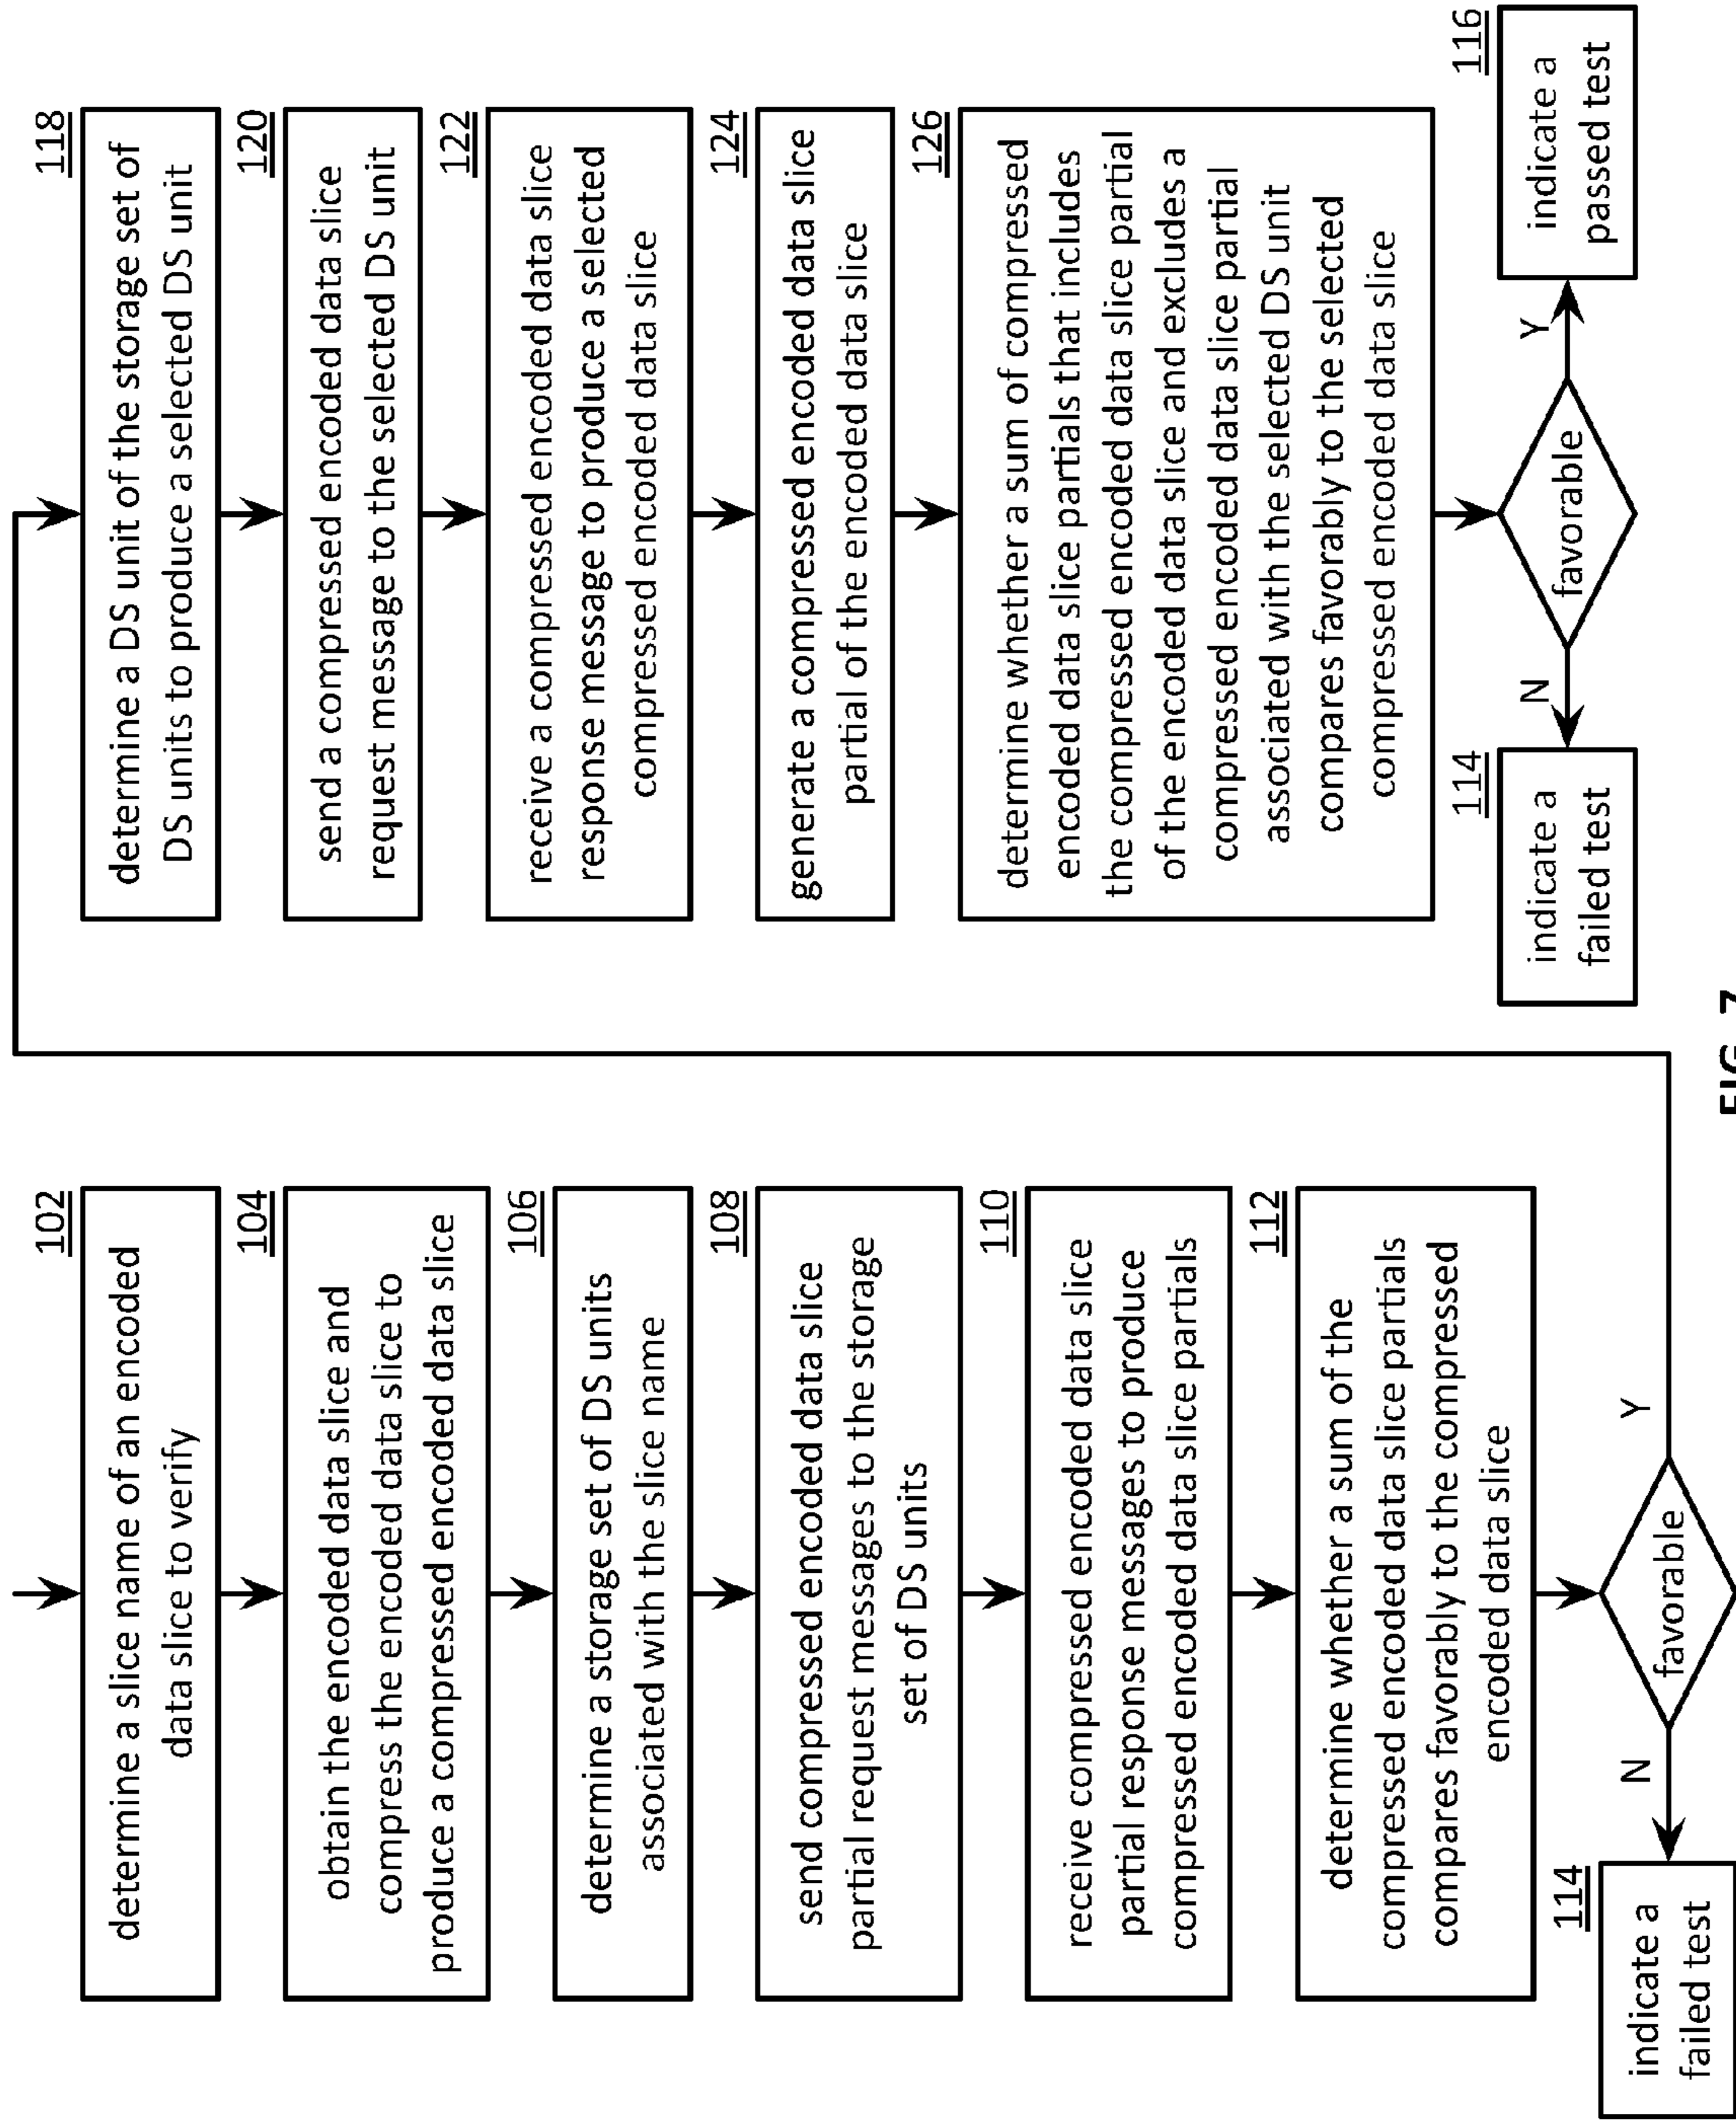 102
determine a slice name of an encoded
data slice to verify
104
obtain the encoded data slice and
compress the encoded data slice to
produce a compressed encoded data slice
106
determine a storage set of DS units
associated with the slice name
108
send compressed encoded data slice
partial request messages to the storage
set of DS units
110
receive compressed encoded data slice
partial response messages to produce
compressed encoded data slice partials
112
determine whether a sum of the
compressed encoded data slice partials
compares favorably to the compressed
encoded data slice
favorable
N
Y
114
indicate a
failed test
118
determine a DS unit of the storage set of
DS units to produce a selected DS unit
120
send a compressed encoded data slice
request message to the selected DS unit
122
receive a compressed encoded data slice
response message to produce a selected
compressed encoded data slice
124
generate a compressed encoded data slice
partial of the encoded data slice
126
determine whether a sum of compressed
encoded data slice partials that includes
the compressed encoded data slice partial
of the encoded data slice and excludes a
compressed encoded data slice partial
associated with the selected DS unit
compares favorably to the selected
compressed encoded data slice
favorable
N
Y
114
indicate a
failed test
116
indicate a
passed test
FIG. 7